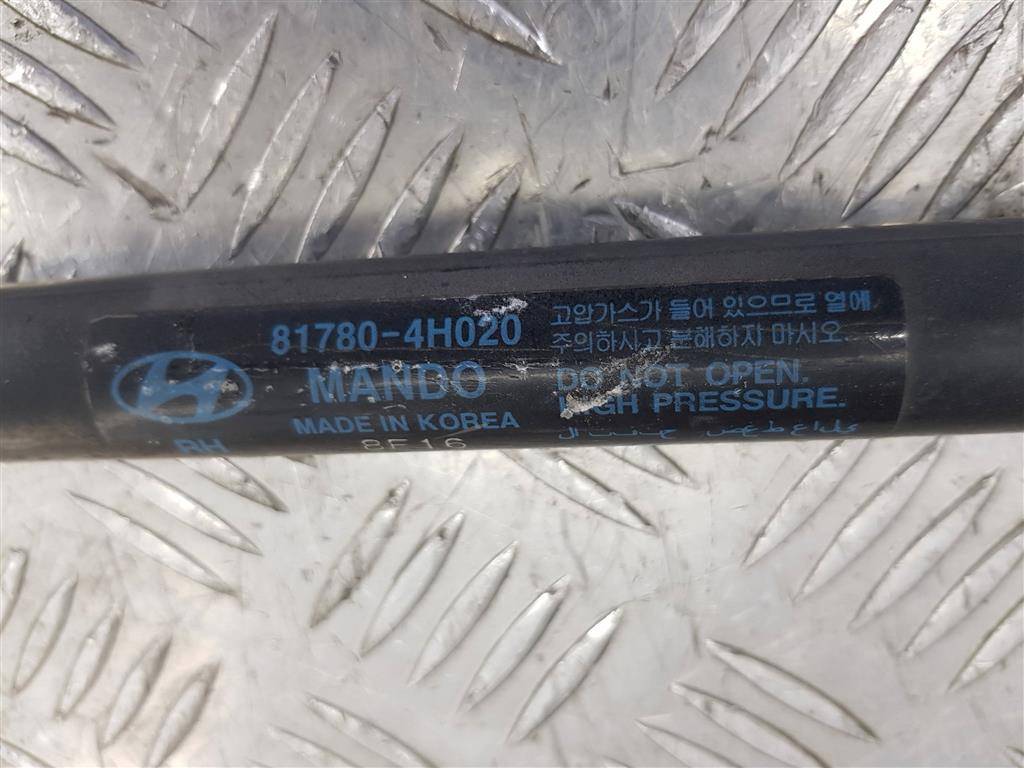 81780-4H020
MANDO
MADE IN KOREA
RH
8F16
고압가스가 들어 있으므로 열에
주의하시고 분해하지 마시오.
DO NOT OPEN.
HIGH PRESSURE.